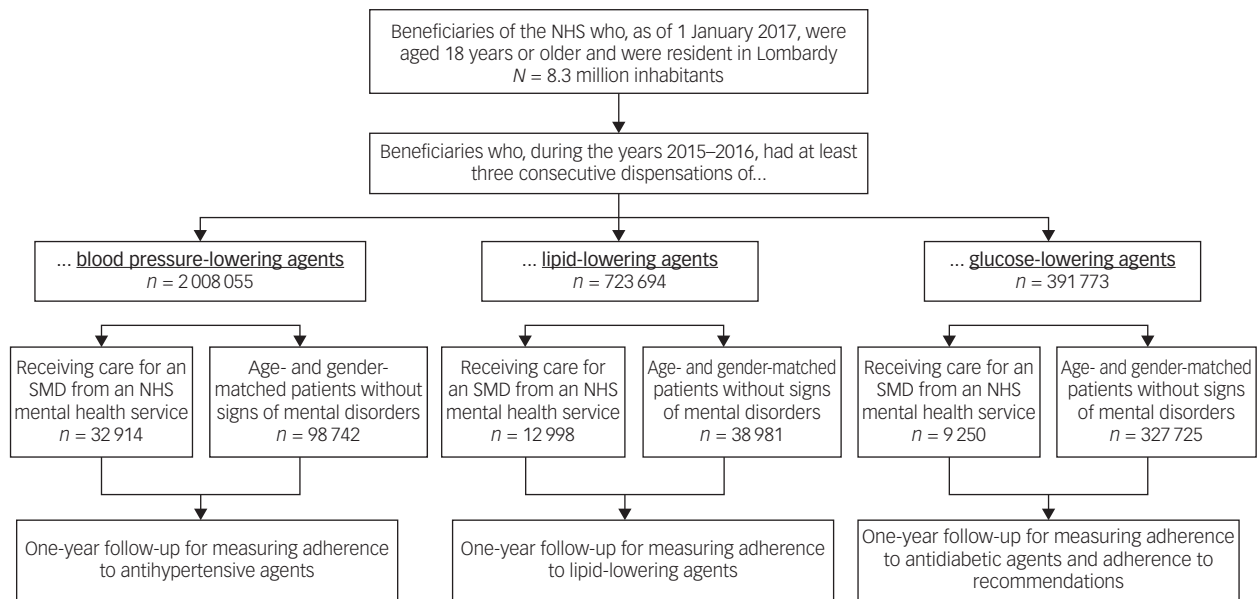 Beneficiaries of the NHS who, as of 1 January 2017, were
aged 18 years or older and were resident in Lombardy
N = 8.3 million inhabitants
Beneficiaries who, during the years 2015–2016, had at least
three consecutive dispensations of...
... blood pressure-lowering agents
n = 2 008 055
... lipid-lowering agents
n = 723 694
... glucose-lowering agents
n = 391 773
Receiving care for an
SMD from an NHS
mental health service
n = 32 914
Age- and gender-
matched patients without
signs of mental disorders
n = 98 742
Receiving care for
an SMD from an NHS
mental health service
n = 12 998
Age- and gender-matched
patients without signs
of mental disorders
n = 38 981
Receiving care for an
SMD from an NHS
mental health service
n = 9 250
Age- and gender-matched
patients without signs
of mental disorders
n = 327 725
One-year follow-up for measuring adherence
to antihypertensive agents
One-year follow-up for measuring adherence
to lipid-lowering agents
One-year follow-up for measuring adherence
to antidiabetic agents and adherence to
recommendations